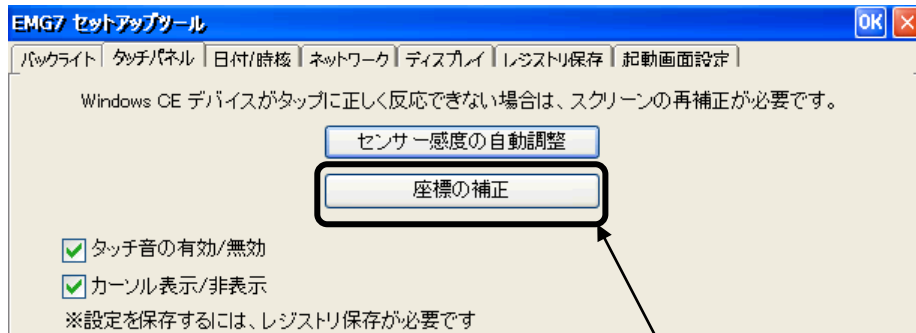 EMG7 セットアップツール OK
バックライト タッチパネル 日付/時核 ネットワーク ディスプレイ レジストリ保存 起動画面設定
Windows CE デバイスがタップに正しく反応できない場合は、スクリーンの再補正が必要です。
センサー感度の自動調整
座標の補正
タッチ音の有効/無効
カーソル表示/非表示
※設定を保存するには、レジストリ保存が必要です